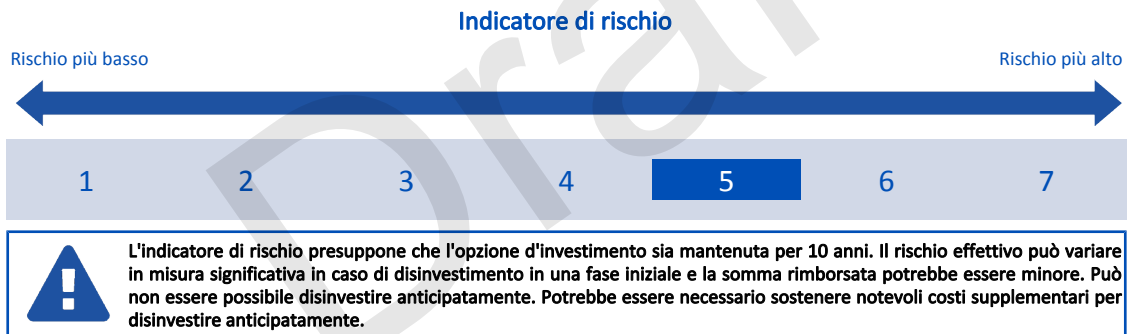 Indicatore di rischio
Rischio più basso
Rischio più alto
1 2 3 4 5 6 7
L'indicatore di rischio presuppone che l'opzione d'investimento sia mantenuta per 10 anni. Il rischio effettivo può variare
in misura significativa in caso di disinvestimento in una fase iniziale e la somma rimborsata potrebbe essere minore. Può
non essere possibile disinvestire anticipatamente. Potrebbe essere necessario sostenere notevoli costi supplementari per
disinvestire anticipatamente.